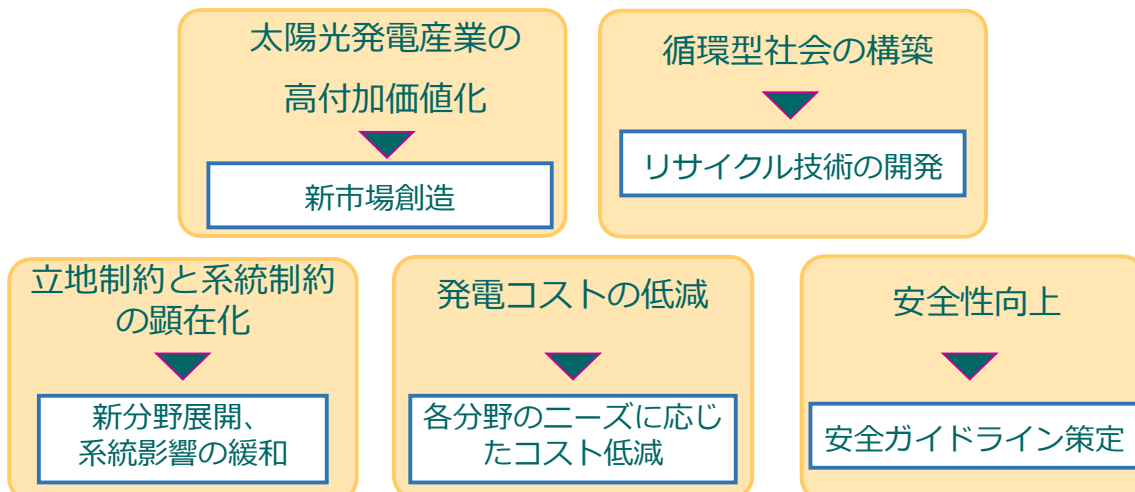 太陽光発電産業の
高付加価値化
新市場創造
循環型社会の構築
リサイクル技術の開発
立地制約と系統制約
の顕在化
新分野展開、
系統影響の緩和
発電コストの低減
各分野のニーズに応じ
たコスト低減
安全性向上
安全ガイドライン策定